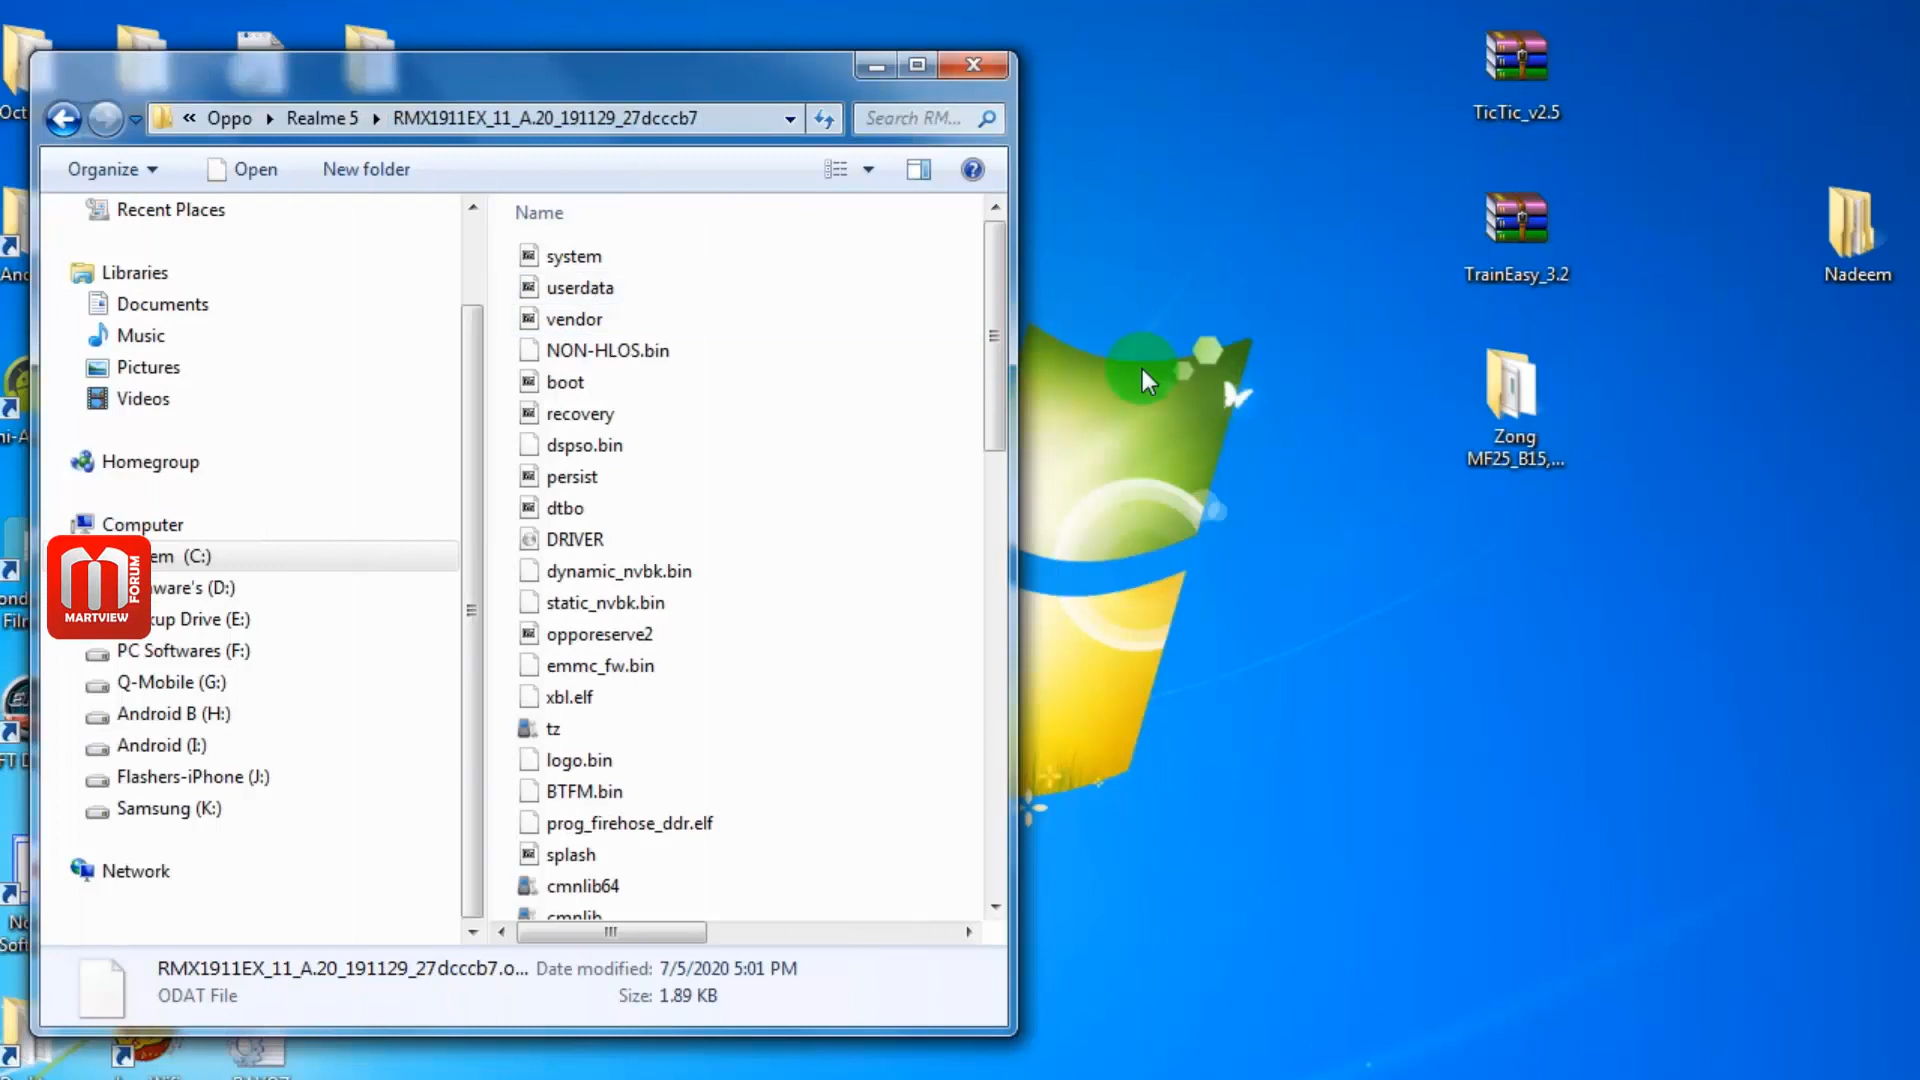 « Oppo ▸ Realme 5 ▸ RMX1911EX_11_A.20_191129_27dcccb7
Search RM...
Organize
Open
New folder
Recent Places
Libraries
Documents
Music
Pictures
Videos
Homegroup
Computer
em (C:)
ware's (D:)
kup Drive (E:)
PC Softwares (F:)
Q-Mobile (G:)
Android B (H:)
Android (I:)
Flashers-iPhone (J:)
Samsung (K:)
Network
MARTVIEW
FORUM
Name
system
userdata
vendor
NON-HLOS.bin
boot
recovery
dspso.bin
persist
dtbo
DRIVER
dynamic_nvbk.bin
static_nvbk.bin
opporeserve2
emmc_fw.bin
xbl.elf
tz
logo.bin
BTFM.bin
prog_firehose_ddr.elf
splash
cmnlib64
cmnlib
RMX1911EX_11_A.20_191129_27dcccb7.o... Date modified: 7/5/2020 5:01 PM
ODAT File Size: 1.89 KB
TicTic_v2.5
TrainEasy_3.2
Zong
MF25_B15,...
Nadeem
Oct